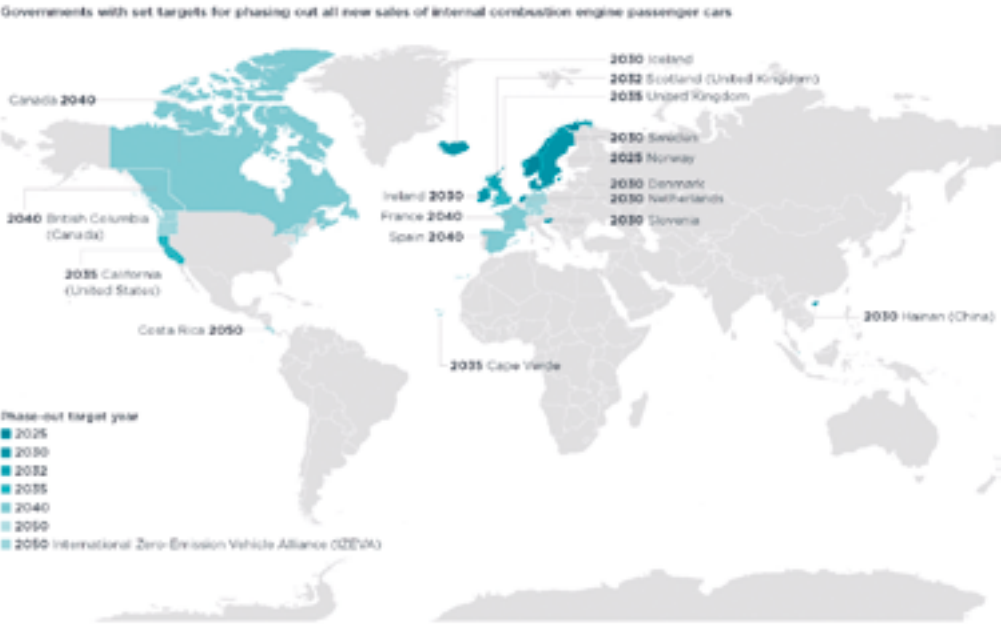 Governments with set targets for phasing out all new sales of internal combustion engine passenger cars
2030 Iceland
2032 Scotland (United Kingdom)
2035 United Kingdom
Canada 2040
2030 Sweden
2025 Norway
2030 Denmark
2030 Netherlands
2030 Slovenia
Ireland 2030
France 2040
Spain 2040
2040 British Columbia
(Canada)
2035 California
(United States)
Costa Rica 2050
2030 Hainan (China)
2035 Cape Verde
Phase-out target year
2025
2030
2032
2035
2040
2050
2050 International Zero-Emission Vehicle Alliance (IZEVA)